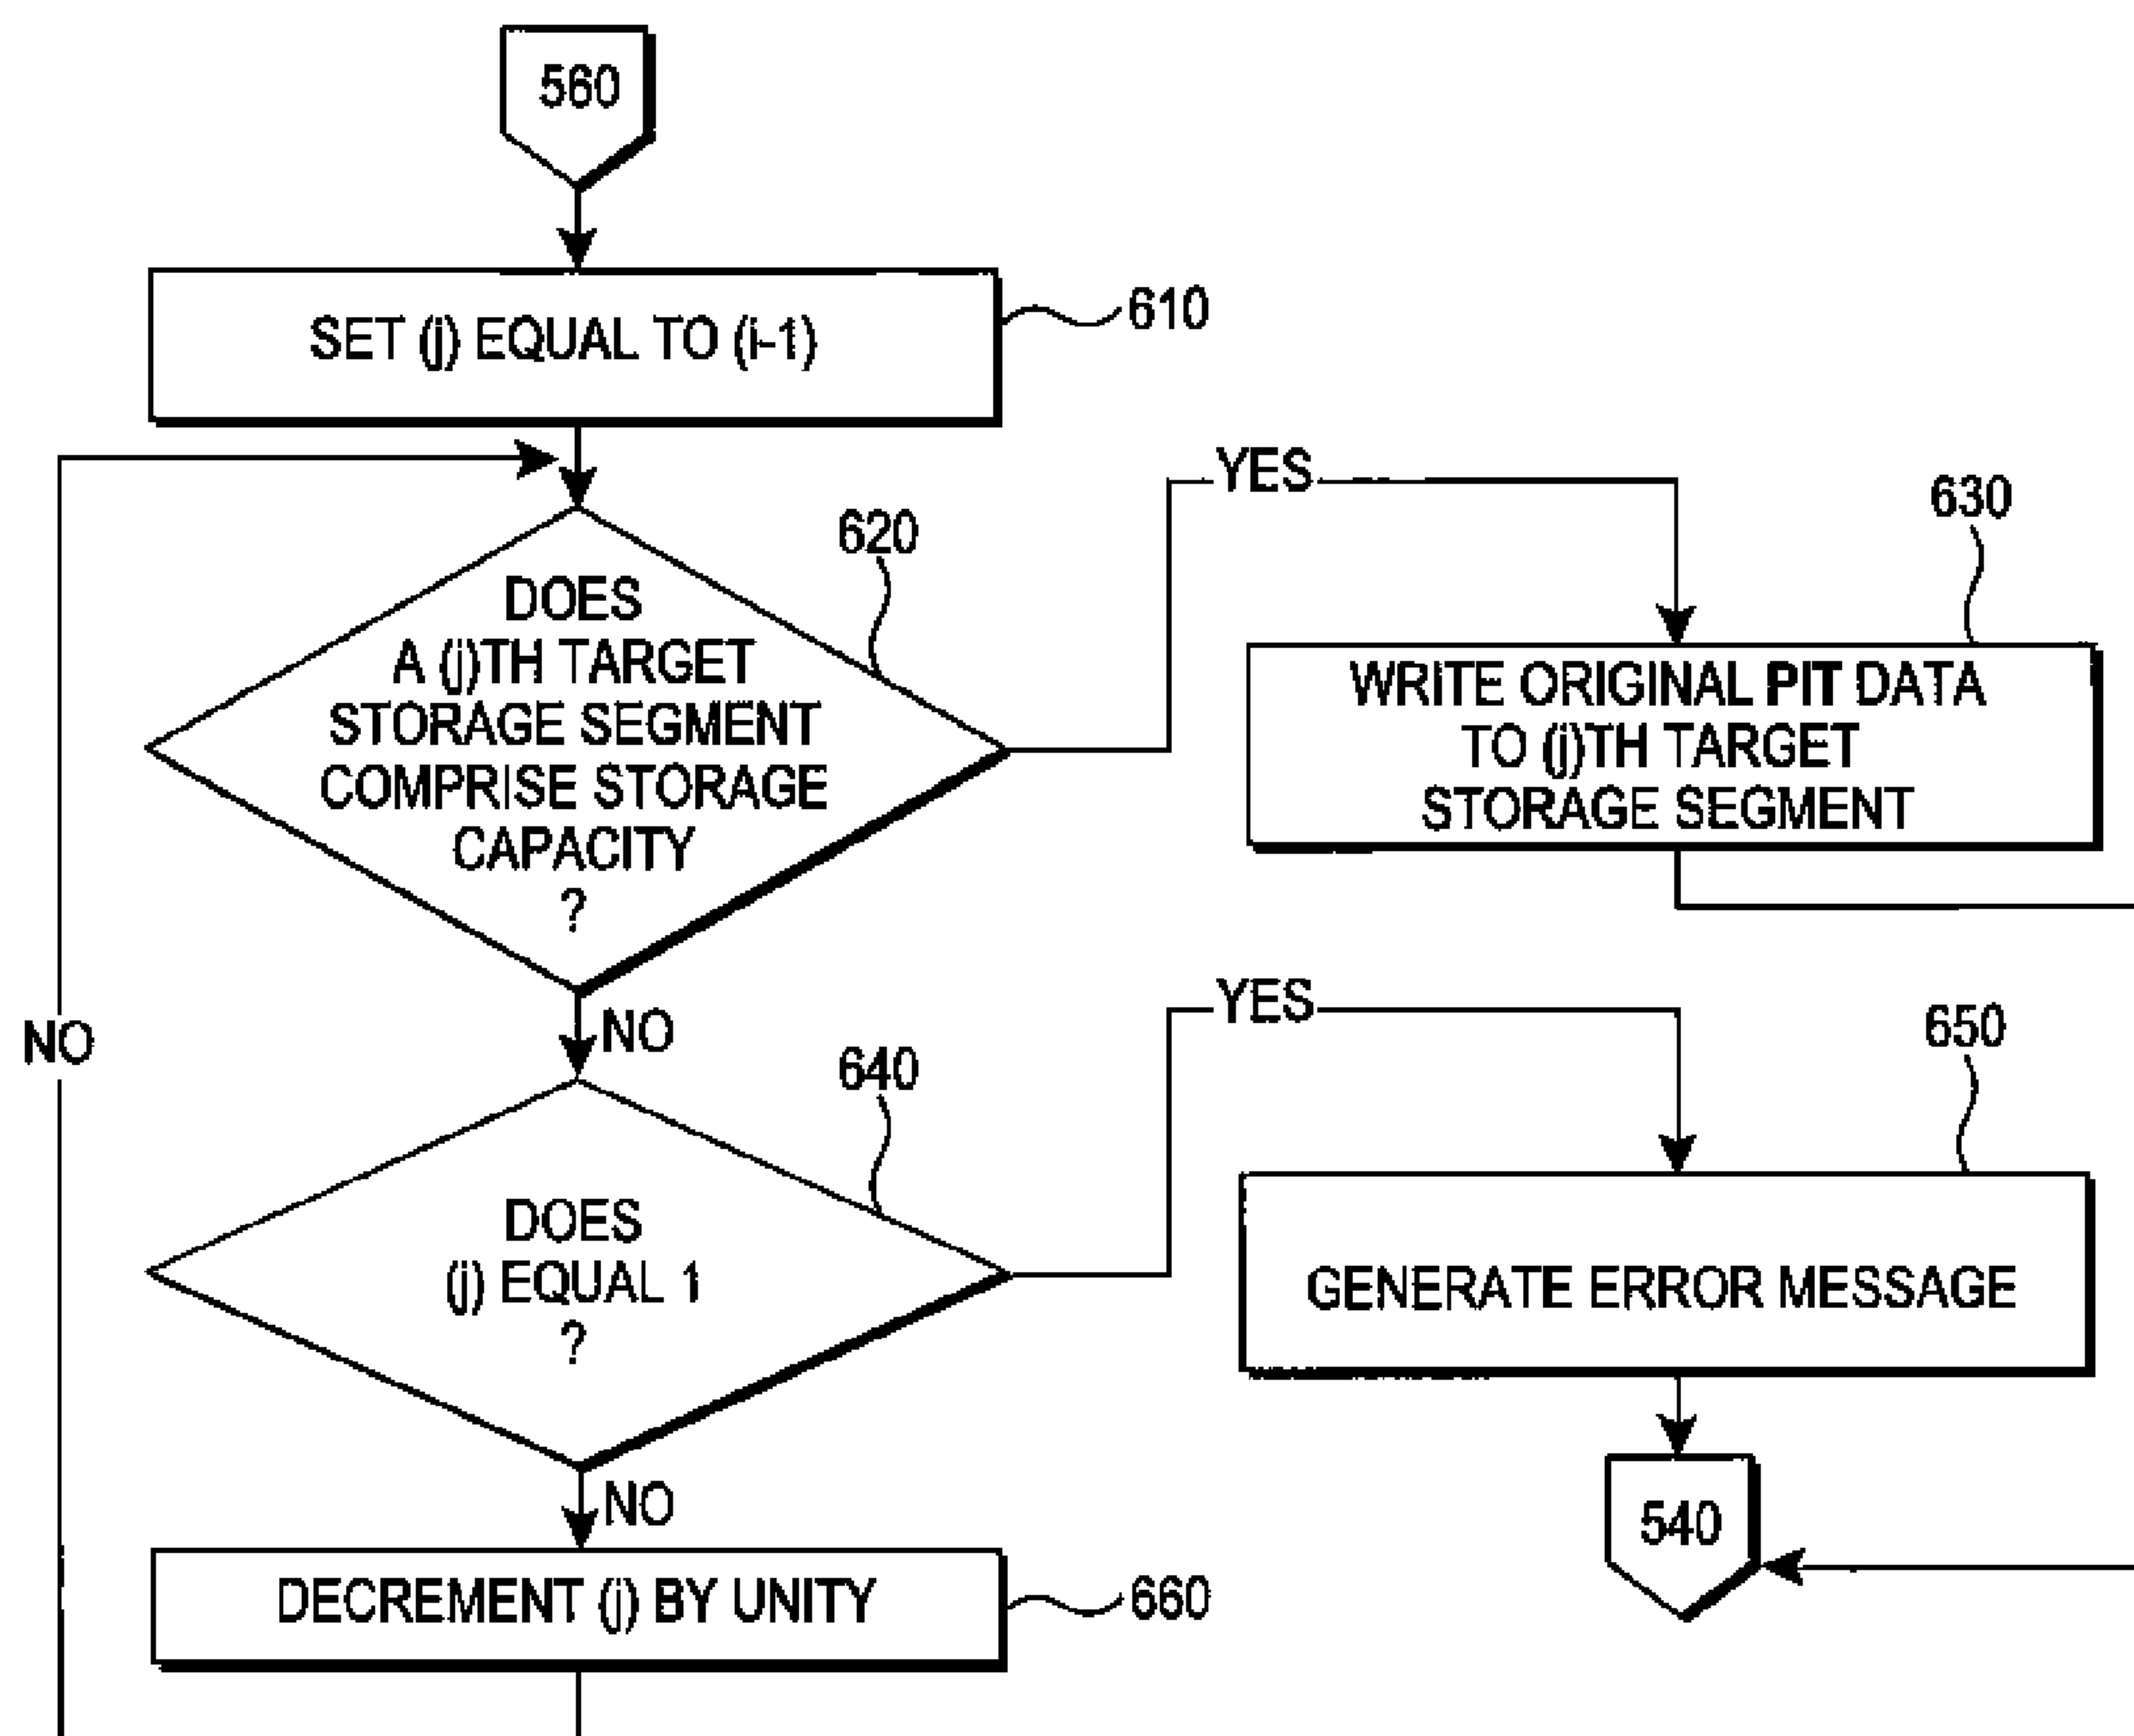 560
SET (j) EQUAL TO (i-1)
610
YES
620
630
DOES
A (j)TH TARGET
STORAGE SEGMENT
COMPRISE STORAGE
CAPACITY
?
WRITE ORIGINAL PIT DATA
TO (j)TH TARGET
STORAGE SEGMENT
NO
NO
YES
640
650
DOES
(j) EQUAL 1
?
GENERATE ERROR MESSAGE
NO
540
DECREMENT (j) BY UNITY
660